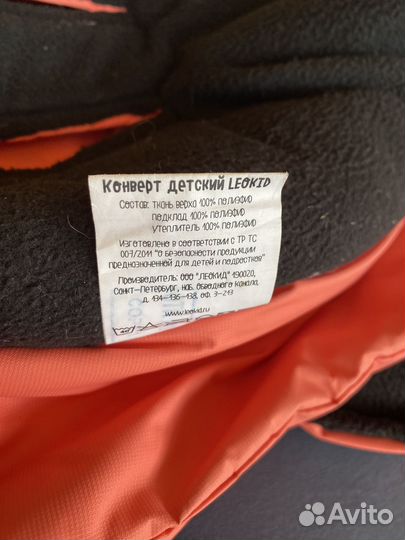 Конверт детский LEOKID
Состав: ткань верха 100% полиэфир
подклад 100% полиэфир
утеплитель 100% полиэфир
Изготовлено в соответствии с ТР ТС
007/2011 "О безопасности продукции
предназначенной для детей и подростков"
Производитель: ООО "ЛЕОКИД" 190020,
Санкт-Петербург, наб. Обводного канала,
д. 134-136-138, оф. 3-213
www.leokid.ru
Avito